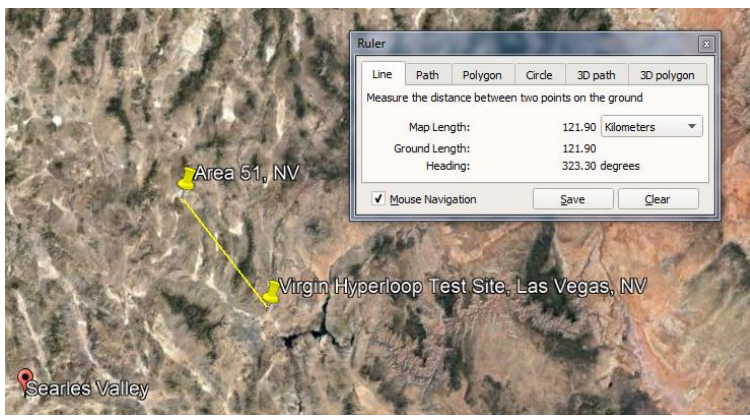 Ruler
Line Path Polygon Circle 3D path 3D polygon
Measure the distance between two points on the ground
Map Length: 121.90 Kilometers
Ground Length: 121.90
Heading: 323.30 degrees
Mouse Navigation Save Clear
Area 51, NV
Virgin Hyperloop Test Site, Las Vegas, NV
Searles Valley